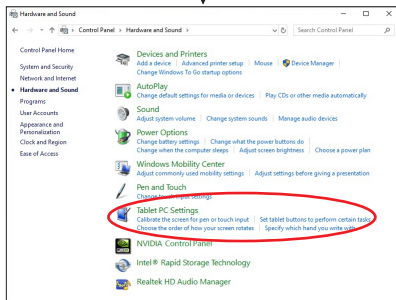 Hardware and Sound
Control Panel > Hardware and Sound >
Search Control Panel
Control Panel Home
System and Security
Network and Internet
Hardware and Sound
Programs
User Accounts
Appearance and
Personalization
Clock and Region
Ease of Access
Devices and Printers
Add a device | Advanced printer setup | Mouse | Device Manager |
Change Windows To Go startup options
AutoPlay
Change default settings for media or devices | Play CDs or other media automatically
Sound
Adjust system volume | Change system sounds | Manage audio devices
Power Options
Change battery settings | Change what the power buttons do |
Change when the computer sleeps | Adjust screen brightness | Choose a power plan
Windows Mobility Center
Adjust commonly used mobility settings | Adjust settings before giving a presentation
Pen and Touch
Change touch input settings
Tablet PC Settings
Calibrate the screen for pen or touch input | Set tablet buttons to perform certain tasks
Choose the order of how your screen rotates | Specify which hand you write with
NVIDIA Control Panel
Intel® Rapid Storage Technology
Realtek HD Audio Manager